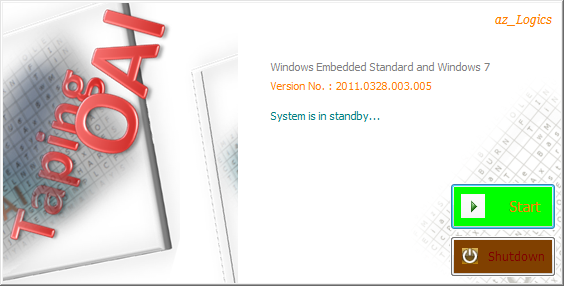 az_Logics
Taping OAI
Windows Embedded Standard and Windows 7
Version No. : 2011.0328.003.005
System is in standby...
Start
Shutdown